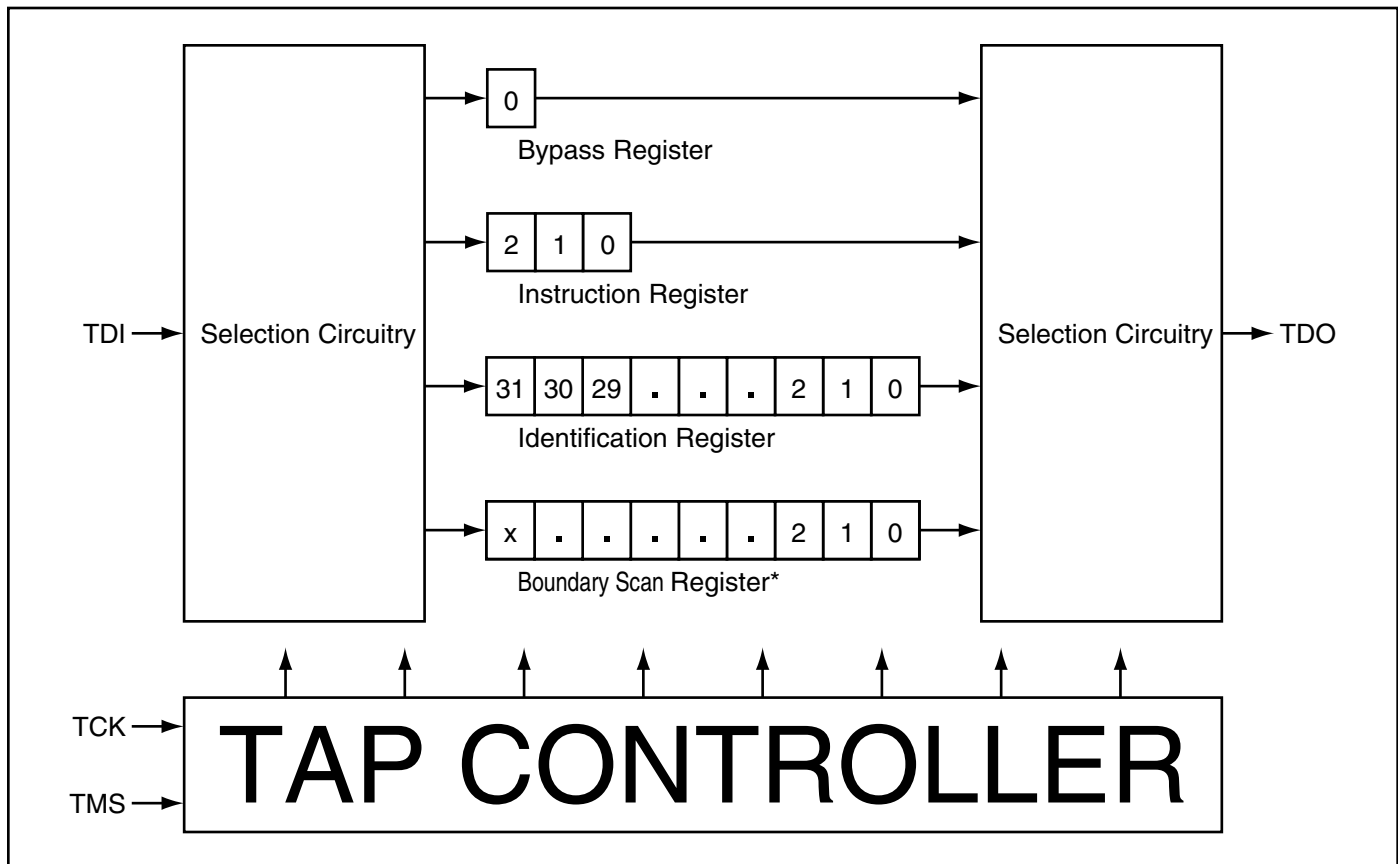 0
Bypass Register
2 1 0
Instruction Register
TDI
Selection Circuitry
Selection Circuitry
TDO
31 30 29 . . . 2 1 0
Identification Register
x . . . . . 2 1 0
Boundary Scan Register*
TCK
TMS
TAP CONTROLLER